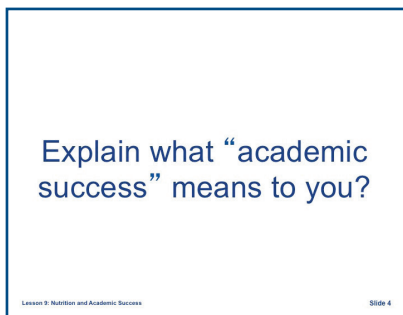 Explain what “academic
success” means to you?
Lesson 9: Nutrition and Academic Success
Slide 4